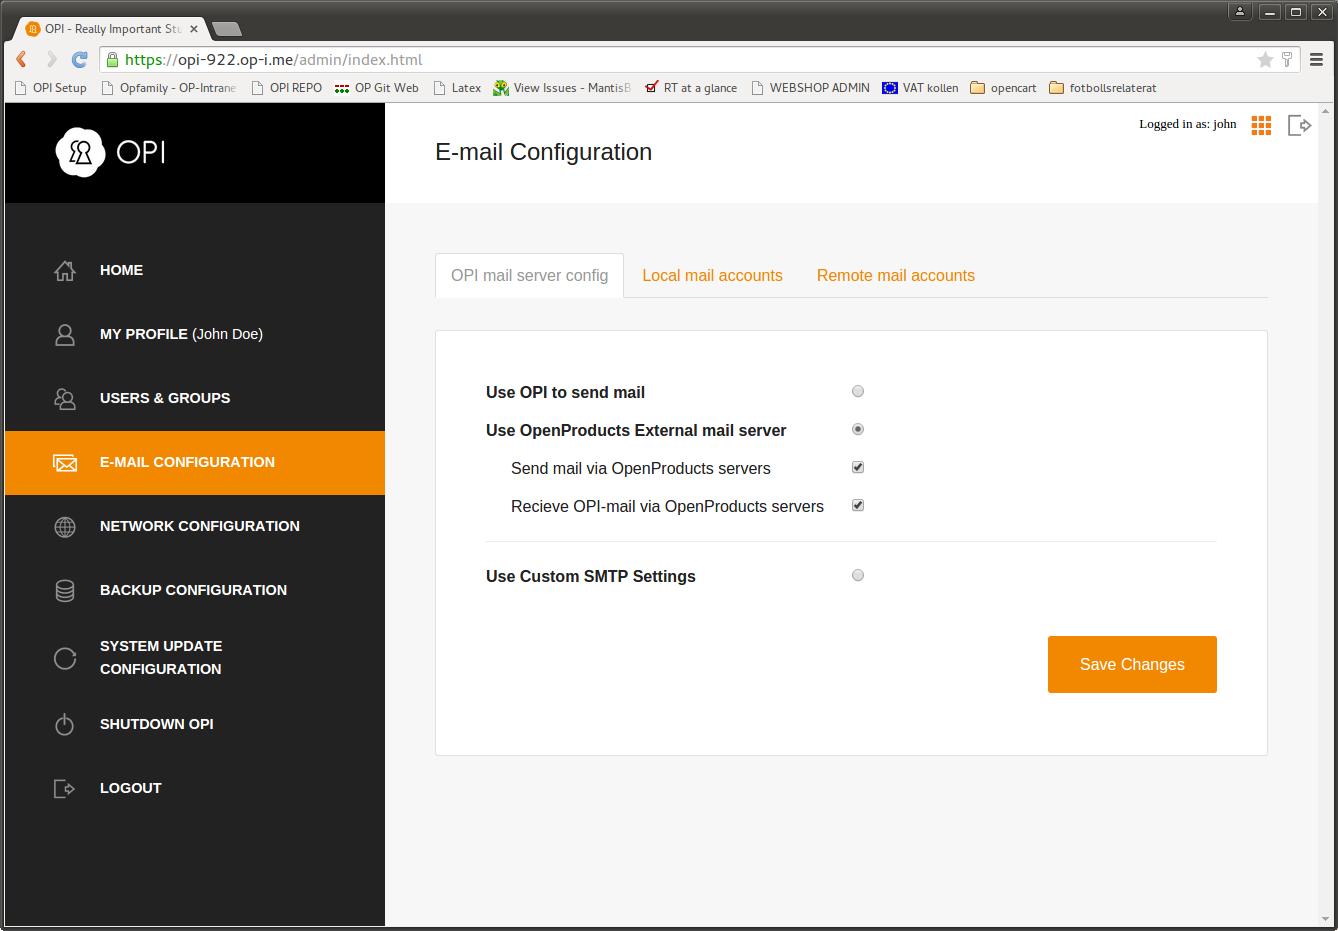 OPI - Really Important Stu
https://opi-922.op-i.me/admin/index.html
OPI Setup
Opfamily - OP-Intrane
OPI REPO
OP Git Web
Latex
View Issues - MantisB
RT at a glance
WEBSHOP ADMIN
VAT kollen
opencart
fotbollsrelaterat
OPI
E-mail Configuration
Logged in as: john
HOME
MY PROFILE (John Doe)
USERS & GROUPS
E-MAIL CONFIGURATION
NETWORK CONFIGURATION
BACKUP CONFIGURATION
SYSTEM UPDATE
CONFIGURATION
SHUTDOWN OPI
LOGOUT
OPI mail server config
Local mail accounts
Remote mail accounts
Use OPI to send mail
Use OpenProducts External mail server
Send mail via OpenProducts servers
Recieve OPI-mail via OpenProducts servers
Use Custom SMTP Settings
Save Changes